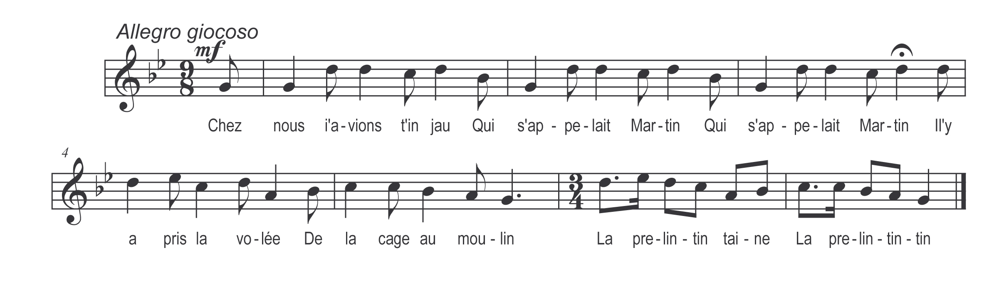 Allegro giocoso
mf
9
8
Chez nous i'a - vions t'in jau Qui s'ap - pe - lait Mar - tin Qui s'ap - pe - lait Mar - tin Il'y
4
3
4
a pris la vo - lée De la cage au mou - lin La pre - lin - tin tai - ne La pre - lin - tin - tin